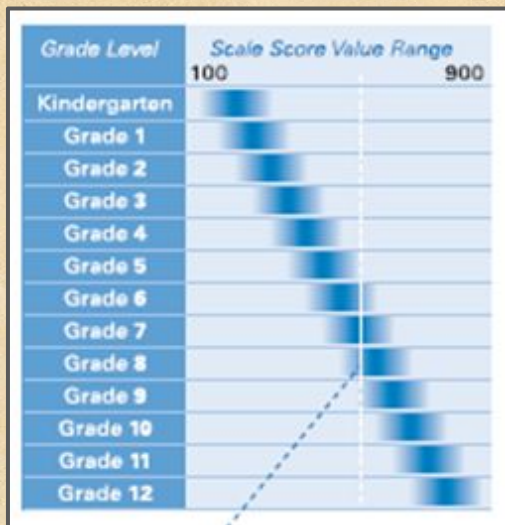 Grade Level Scale Score Value Range
100 900
Kindergarten
Grade 1
Grade 2
Grade 3
Grade 4
Grade 5
Grade 6
Grade 7
Grade 8
Grade 9
Grade 10
Grade 11
Grade 12